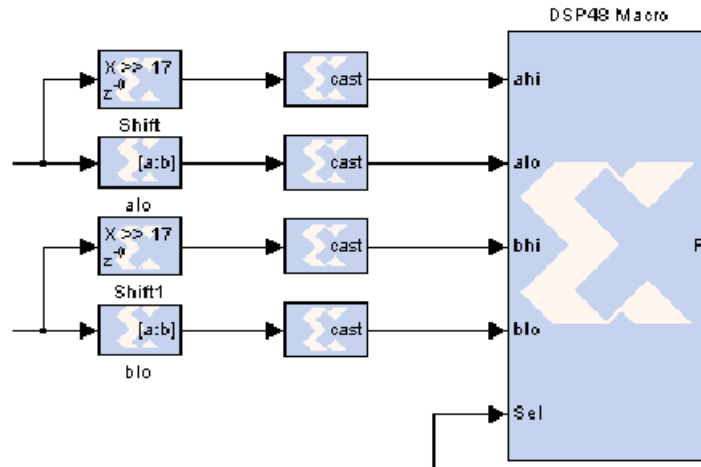 DSP48 Macro
X >> 17
z^-0
cast
ahi
Shift
[a:b]
cast
alo
alo
X >> 17
z^-0
cast
bhi
Shift1
[a:b]
cast
blo
blo
Sel